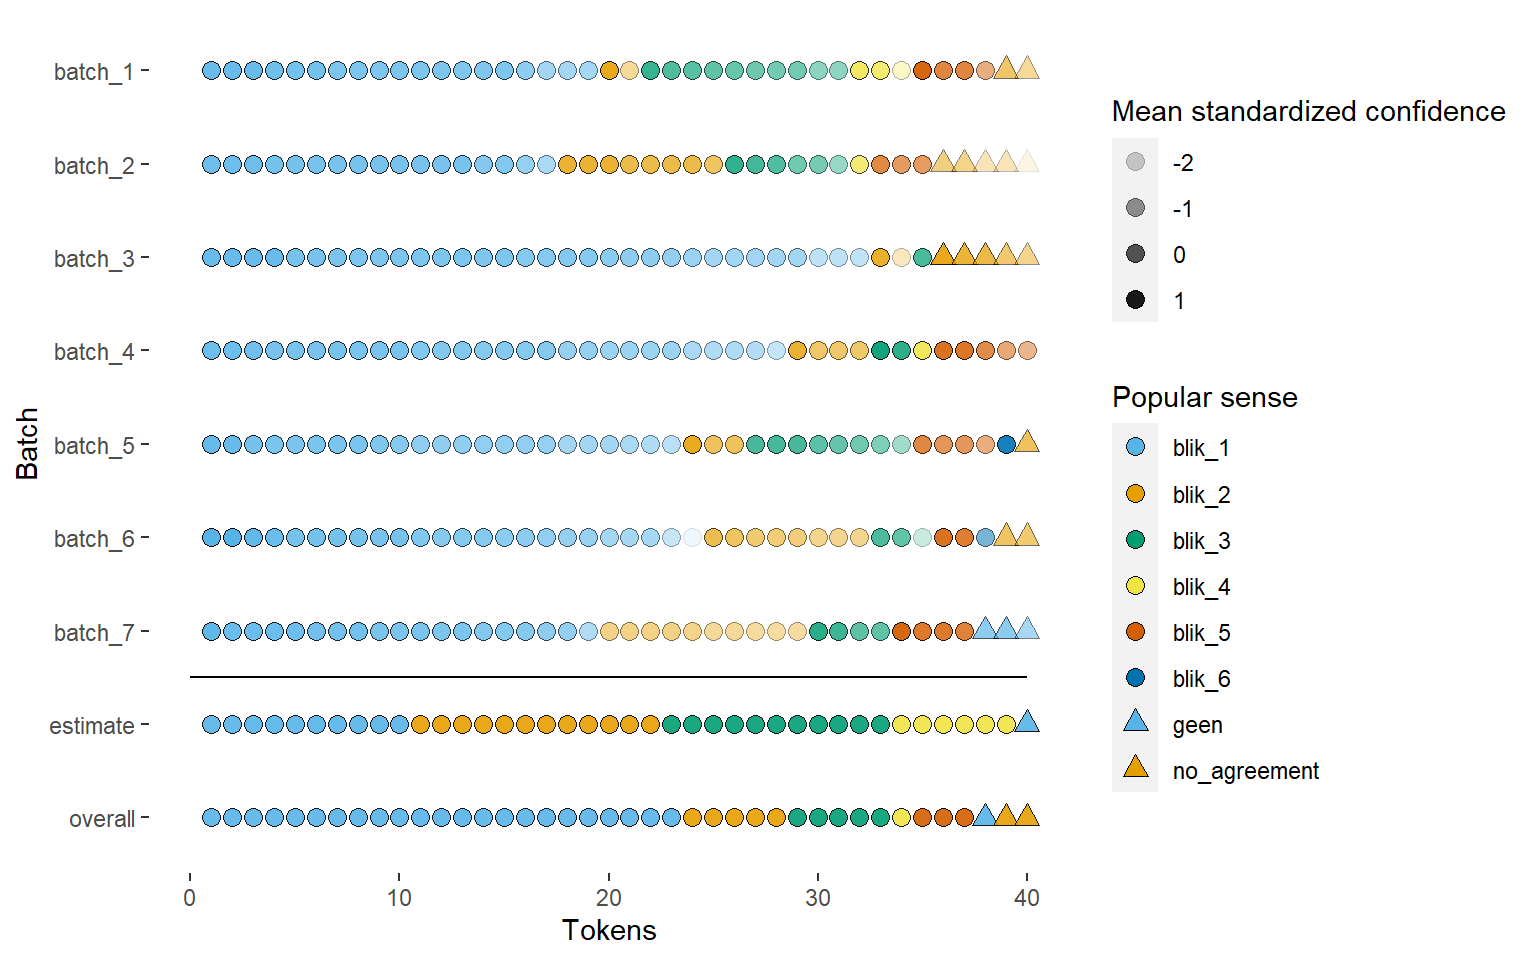 batch_1
batch_2
batch_3
batch_4
batch_5
batch_6
batch_7
estimate
overall
Batch
0 10 20 30 40
Tokens
Mean standardized confidence
-2
-1
0
1
Popular sense
blik_1
blik_2
blik_3
blik_4
blik_5
blik_6
geen
no_agreement